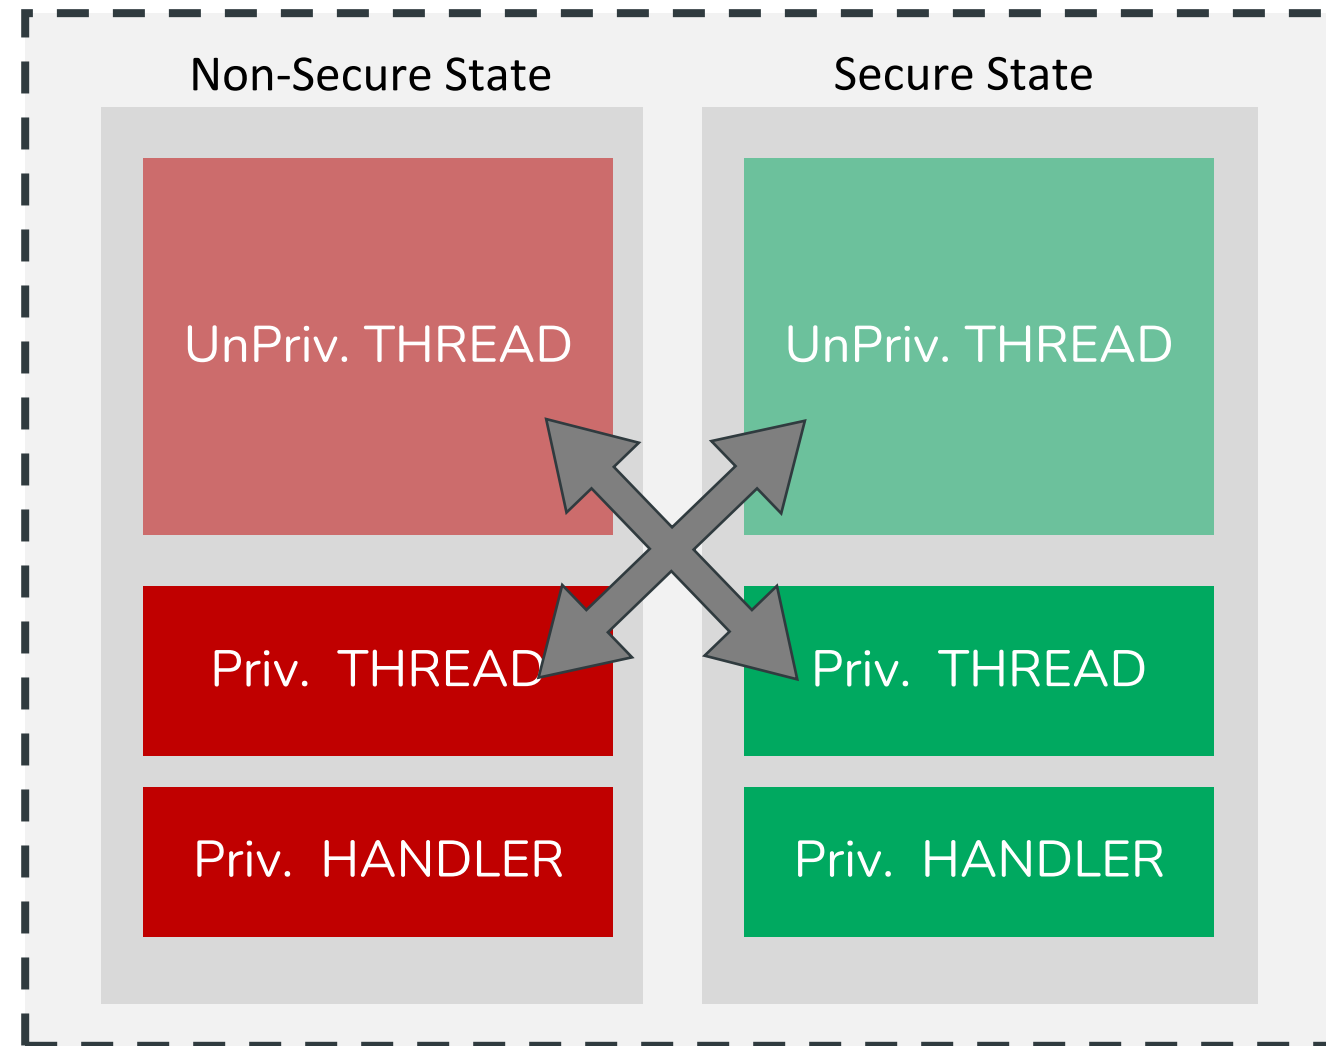 Non-Secure State
Secure State
UnPriv. THREAD
UnPriv. THREAD
Priv. THREAD
Priv. THREAD
Priv. HANDLER
Priv. HANDLER